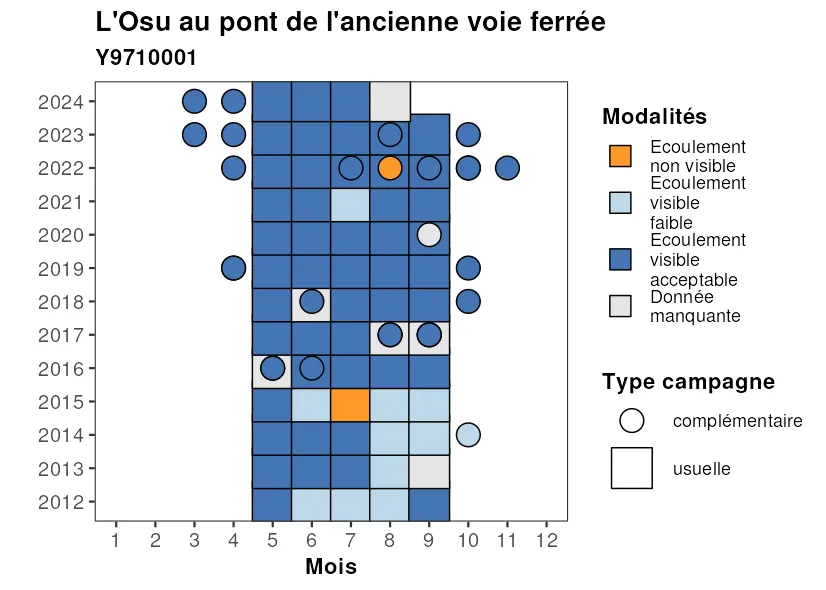 L'Osu au pont de l'ancienne voie ferrée
Y9710001
2024
2023
2022
2021
2020
2019
2018
2017
2016
2015
2014
2013
2012
1 2 3 4 5 6 7 8 9 10 11 12
Mois
Modalités
Ecoulement
non visible
Ecoulement
visible
faible
Ecoulement
visible
acceptable
Donnée
manquante
Type campagne
complémentaire
usuelle